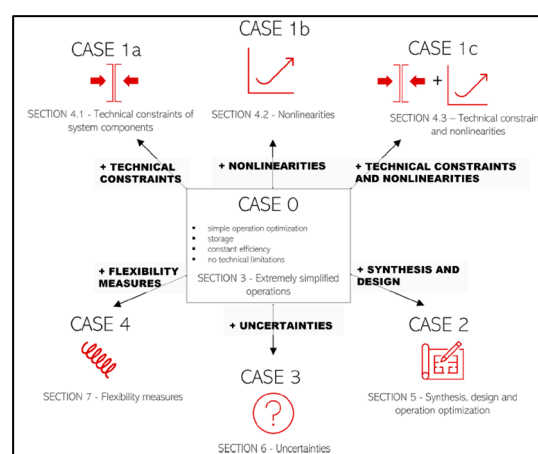 CASE 1a
CASE 1b
CASE 1c
+
SECTION 4.1 - Technical constraints of
system components
SECTION 4.2 - Nonlinearities
SECTION 4.3 – Technical constrain
and nonlinearities
+ TECHNICAL
CONSTRAINTS
+ NONLINEARITIES
+ TECHNICAL CONSTRAINTS
AND NONLINEARITIES
CASE 0
• simple operation optimization
• storage
• constant efficiency
• no technical limitations
SECTION 3 - Extremely simplified
operations
+ FLEXIBILITY
MEASURES
+ SYNTHESIS AND
DESIGN
+ UNCERTAINTIES
CASE 4
SECTION 7 - Flexibility measures
CASE 3
?
SECTION 6 - Uncertainties
CASE 2
SECTION 5 - Synthesis, design and
operation optimization